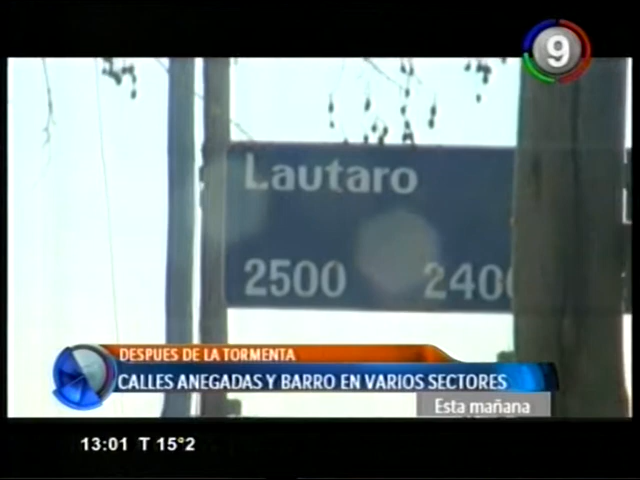 9
Lautaro
2500 240
DESPUES DE LA TORMENTA
CALLES ANEGADAS Y BARRO EN VARIOS SECTORES
Esta mañana
13:01 T 15°2